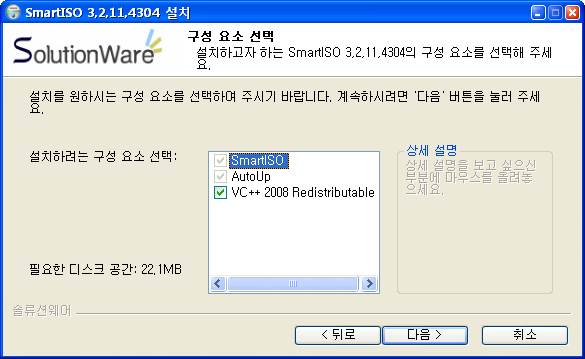 SmartISO 3,2,11,4304 설치
SolutionWare
구성 요소 선택
설치하고자 하는 SmartISO 3,2,11,4304의 구성 요소를 선택해 주세
요.
설치를 원하시는 구성 요소를 선택하여 주시기 바랍니다. 계속하시려면 '다음' 버튼을 눌러 주세
요.
설치하려는 구성 요소 선택:
SmartISO
AutoUp
VC++ 2008 Redistributable
상세 설명
상세 설명을 보고 싶으신
부분에 마우스를 올려놓
으세요.
필요한 디스크 공간: 22.1MB
솔류션웨어
< 뒤로
다음 >
취소